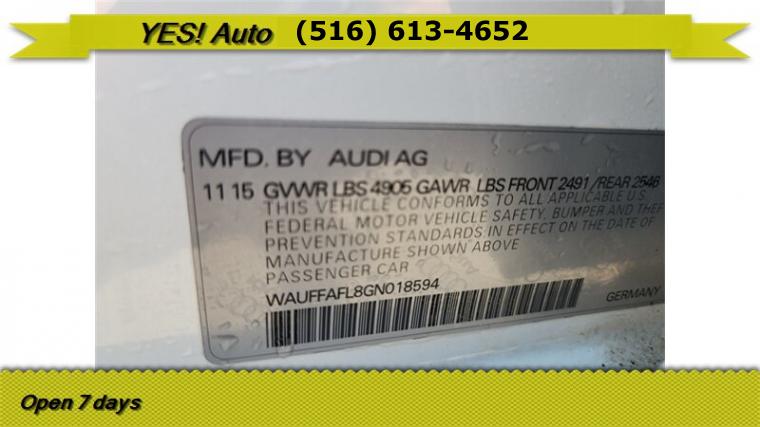 YES! Auto (516) 613-4652
MFD. BY AUDI AG
11 15 GVWR LBS 4905 GAWR LBS FRONT 2491 / REAR 2546
THIS VEHICLE CONFORMS TO ALL APPLICABLE U.S.
FEDERAL MOTOR VEHICLE SAFETY, BUMPER AND THEF
PREVENTION STANDARDS IN EFFECT ON THE DATE OF
MANUFACTURE SHOWN ABOVE
PASSENGER CAR
WAUFFAFL8GN018594
GERMANY
Open 7 days